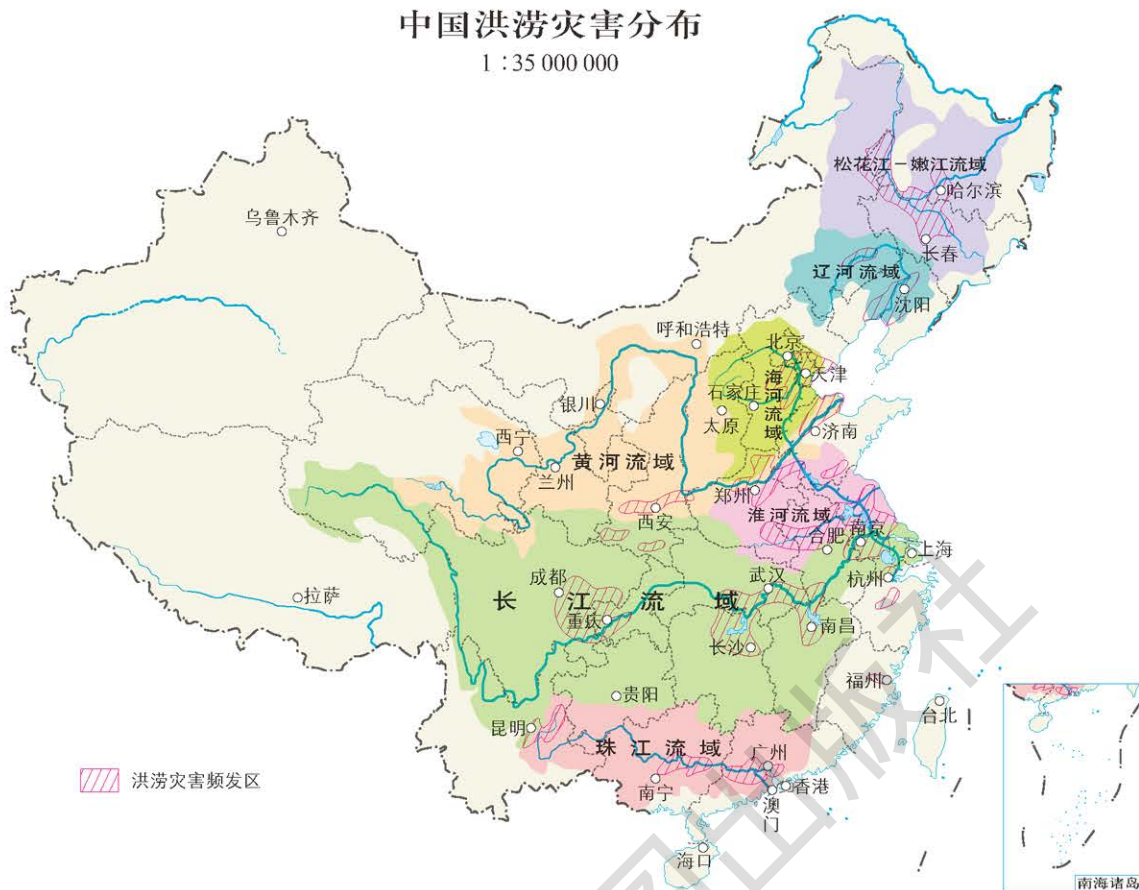 中国洪涝灾害分布
1∶35 000 000
松花江－嫩江流域
哈尔滨
乌鲁木齐
长春
辽河流域
沈阳
呼和浩特
北京
天津
海河流域
石家庄
银川
太原
济南
西宁
黄河流域
兰州
郑州
西安
淮河流域
南京
合肥
上海
成都
武汉
杭州
拉萨
长江流域
重庆
南昌
长沙
贵阳
福州
台北
昆明
珠江流域
广州
南宁
香港
澳门
海口
洪涝灾害频发区
南海诸岛
图出版社